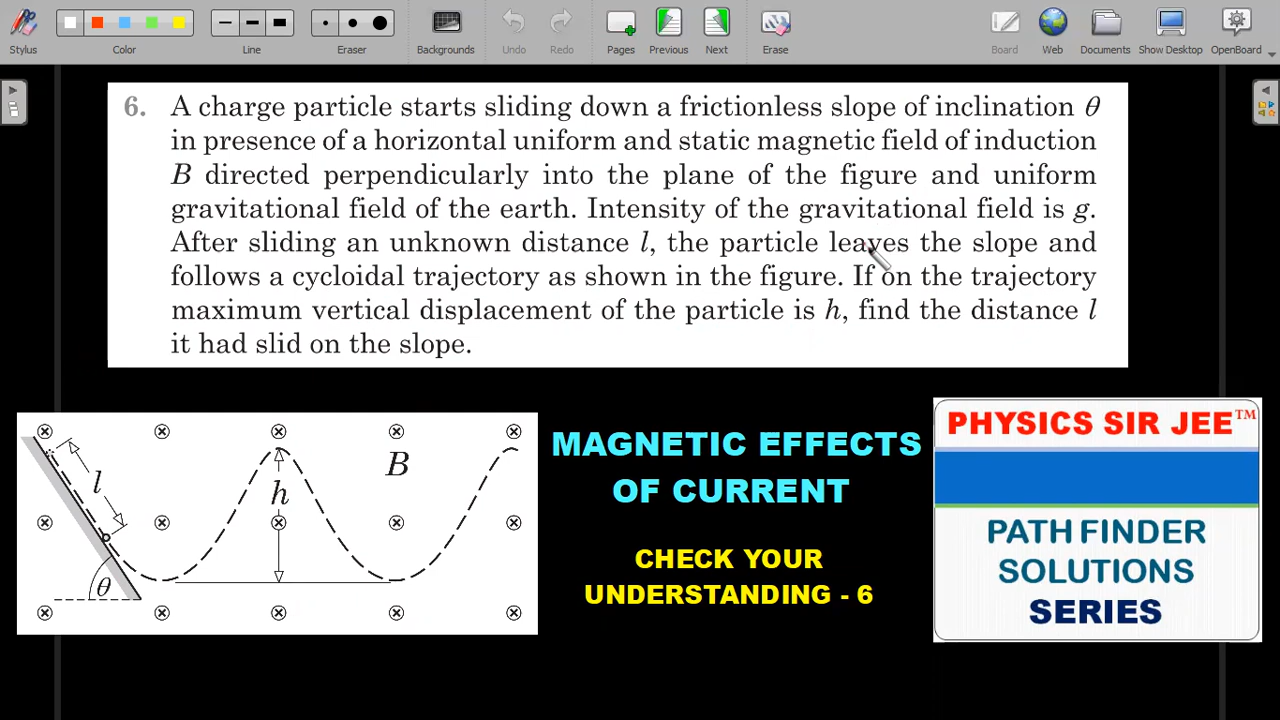 Stylus
Color
Line
Eraser
Backgrounds
Undo
Redo
Pages
Previous
Next
Erase
Board
Web
Documents
Show Desktop
OpenBoard
6. A charge particle starts sliding down a frictionless slope of inclination θ
in presence of a horizontal uniform and static magnetic field of induction
B directed perpendicularly into the plane of the figure and uniform
gravitational field of the earth. Intensity of the gravitational field is g.
After sliding an unknown distance l, the particle leaves the slope and
follows a cycloidal trajectory as shown in the figure. If on the trajectory
maximum vertical displacement of the particle is h, find the distance l
it had slid on the slope.
l
h
B
θ
MAGNETIC EFFECTS
OF CURRENT
CHECK YOUR
UNDERSTANDING - 6
PHYSICS SIR JEE™
PATH FINDER
SOLUTIONS
SERIES